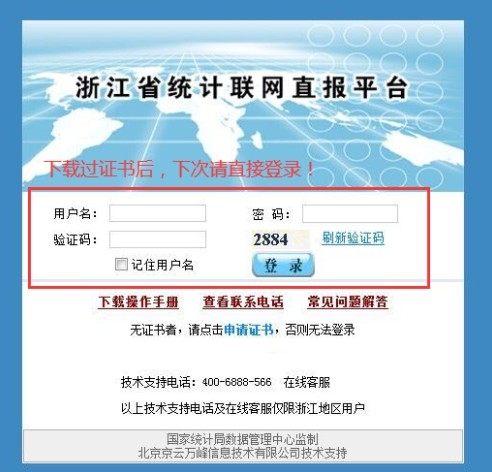 浙江省统计联网直报平台
下载过证书后，下次请直接登录！
用户名： 密 码：
验证码： 2884 刷新验证码
记住用户名 登 录
下载操作手册 查看联系电话 常见问题解答
无证书者，请点击申请证书，否则无法登录
技术支持电话：400-6888-566 在线客服
以上技术支持电话及在线客服仅限浙江地区用户
国家统计局数据管理中心监制
北京京云万峰信息技术有限公司技术支持